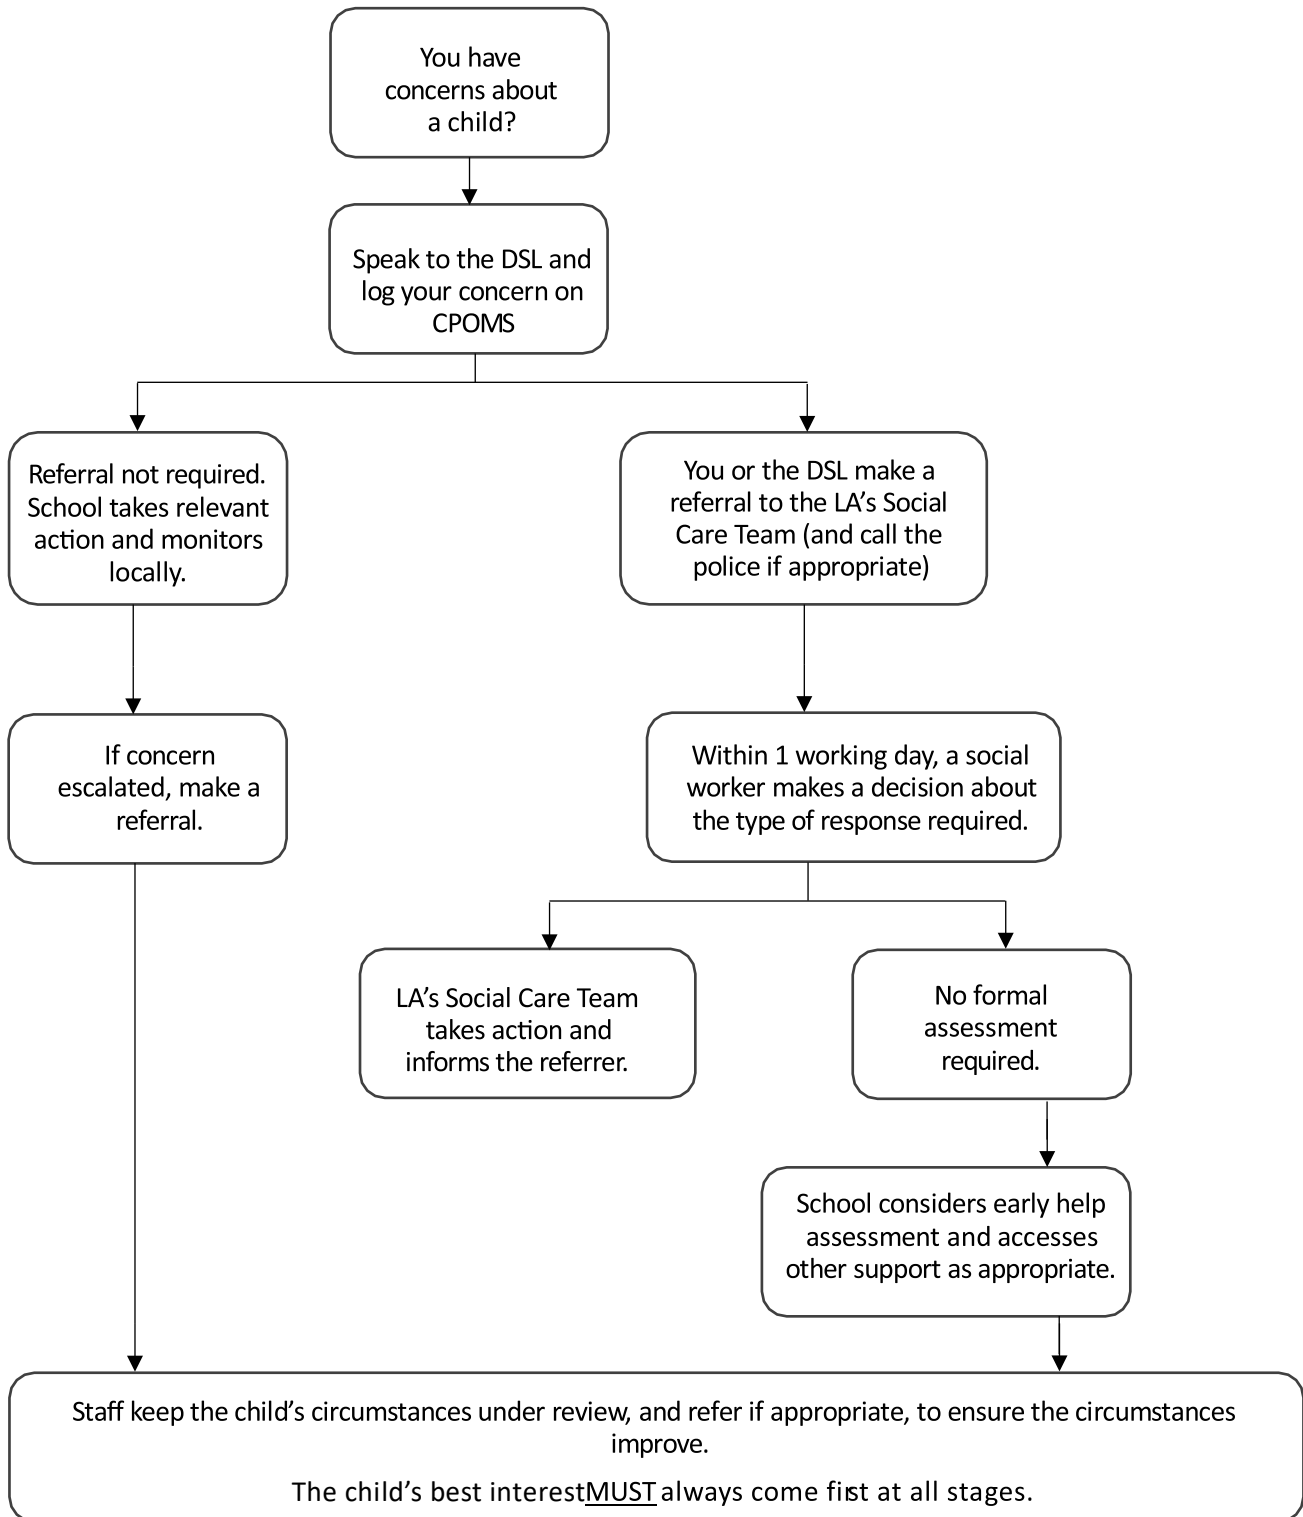 You have
concerns about
a child?
Speak to the DSL and
log your concern on
CPOMS
Referral not required.
School takes relevant
action and monitors
locally.
You or the DSL make a
referral to the LA’s Social
Care Team (and call the
police if appropriate)
If concern
escalated, make a
referral.
Within 1 working day, a social
worker makes a decision about
the type of response required.
LA’s Social Care Team
takes action and
informs the referrer.
No formal
assessment
required.
School considers early help
assessment and accesses
other support as appropriate.
Staff keep the child’s circumstances under review, and refer if appropriate, to ensure the circumstances
improve.
The child’s best interest MUST always come first at all stages.